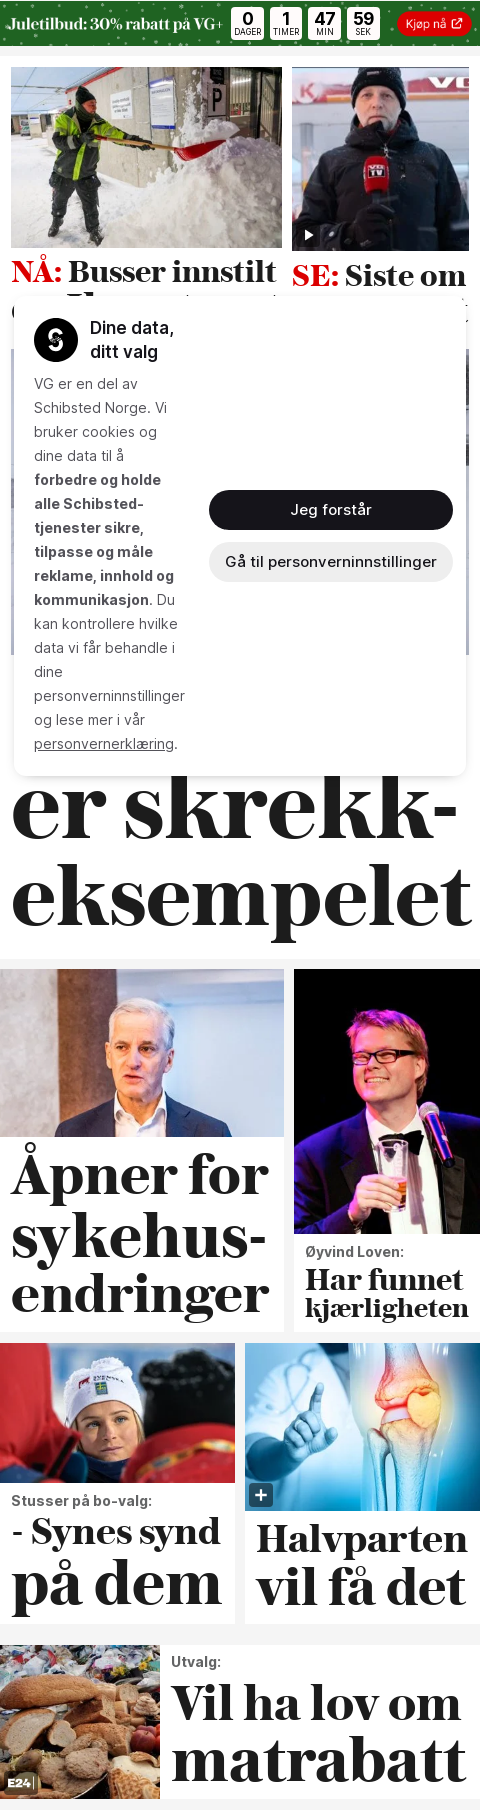 Juletilbud: 30% rabatt på VG+
0 1 47 59
DAGER TIMER MIN SEK
Kjøp nå
P
VG
VG
TV
NÅ: Busser innstilt
SE: Siste om
Dine data,
ditt valg
VG er en del av
Schibsted Norge. Vi
bruker cookies og
dine data til å
forbedre og holde
alle Schibsted-
tjenester sikre,
tilpasse og måle
reklame, innhold og
kommunikasjon. Du
kan kontrollere hvilke
data vi får behandle i
dine
personverninnstillinger
og lese mer i vår
personvernerklæring.
Jeg forstår
Gå til personverninnstillinger
er skrekk-
eksempelet
Åpner for
sykehus-
endringer
Øyvind Loven:
Har funnet
kjærligheten
Stusser på bo-valg:
- Synes synd
på dem
Halvparten
vil få det
E24
Utvalg:
Vil ha lov om
matrabatt